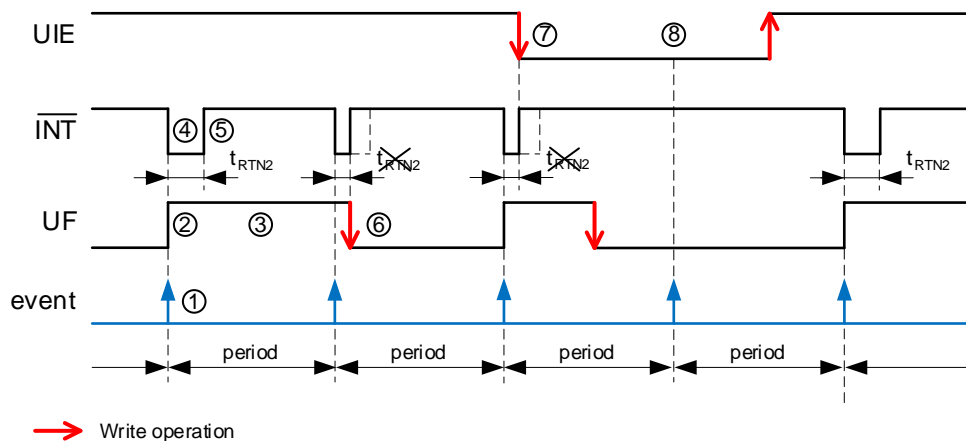 UIE ⑦ ⑧
INT ④ ⑤
tRTN2 tRTN2 tRTN2 tRTN2
UF ② ③ ⑥
event ①
period period period period
Write operation